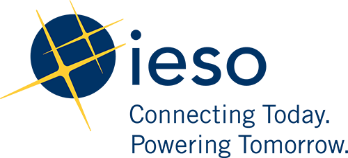 ieso
Connecting Today.
Powering Tomorrow.